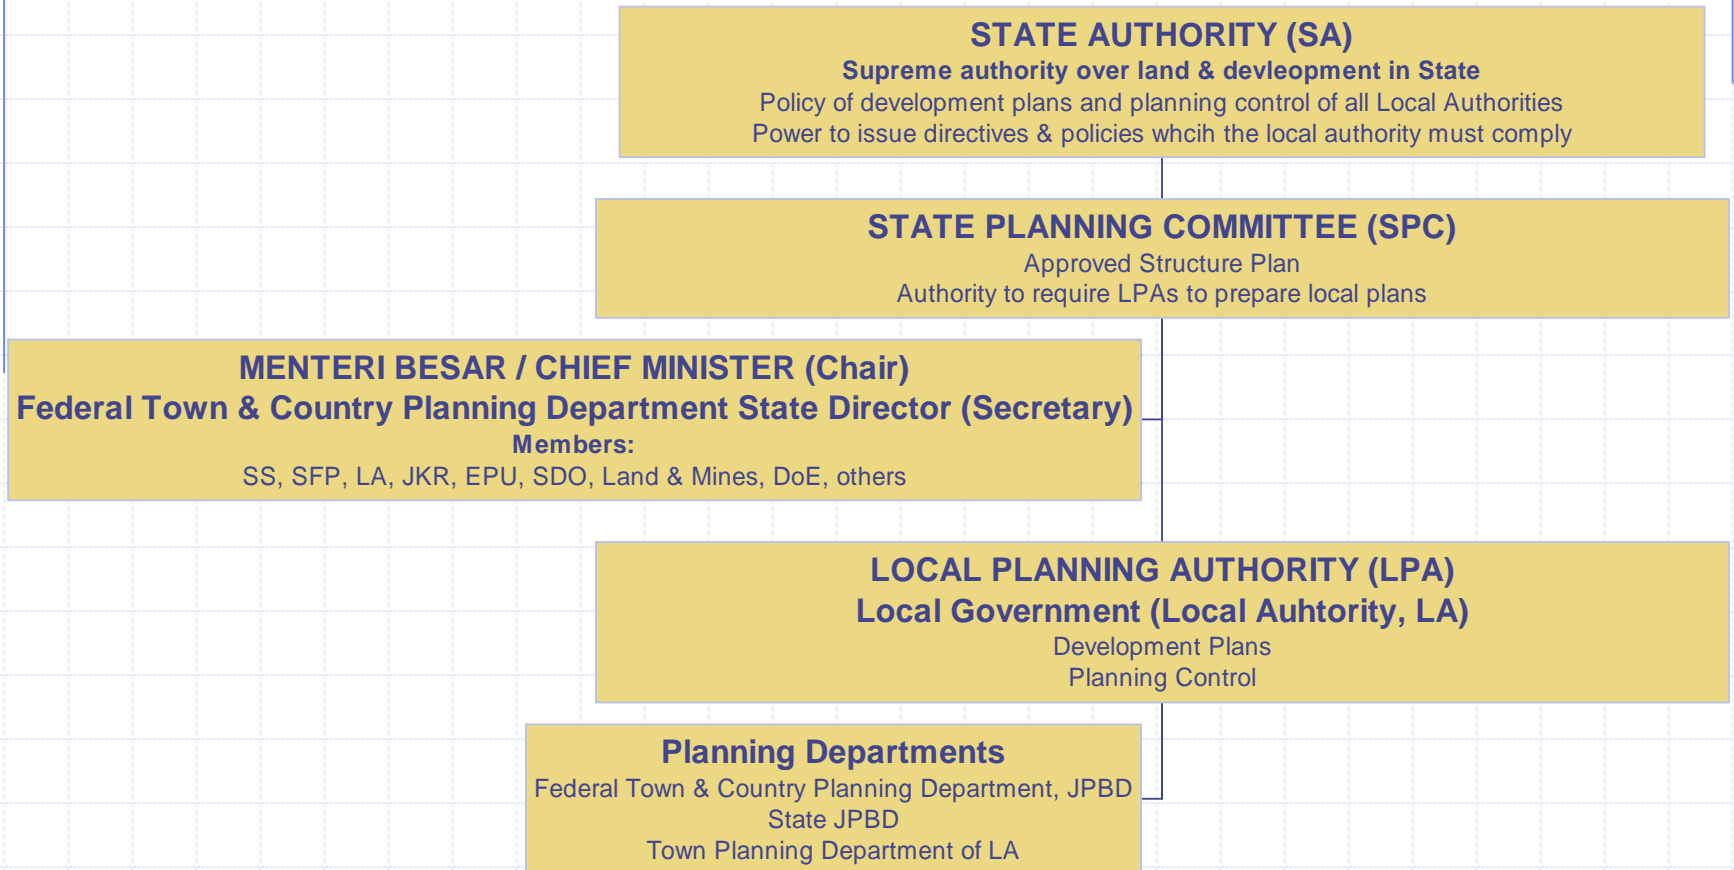 STATE AUTHORITY (SA)
Supreme authority over land & devleopment in State
Policy of development plans and planning control of all Local Authorities
Power to issue directives & policies whcih the local authority must comply
STATE PLANNING COMMITTEE (SPC)
Approved Structure Plan
Authority to require LPAs to prepare local plans
MENTERI BESAR / CHIEF MINISTER (Chair)
Federal Town & Country Planning Department State Director (Secretary)
Members:
SS, SFP, LA, JKR, EPU, SDO, Land & Mines, DoE, others
LOCAL PLANNING AUTHORITY (LPA)
Local Government (Local Auhtority, LA)
Development Plans
Planning Control
Planning Departments
Federal Town & Country Planning Department, JPBD
State JPBD
Town Planning Department of LA